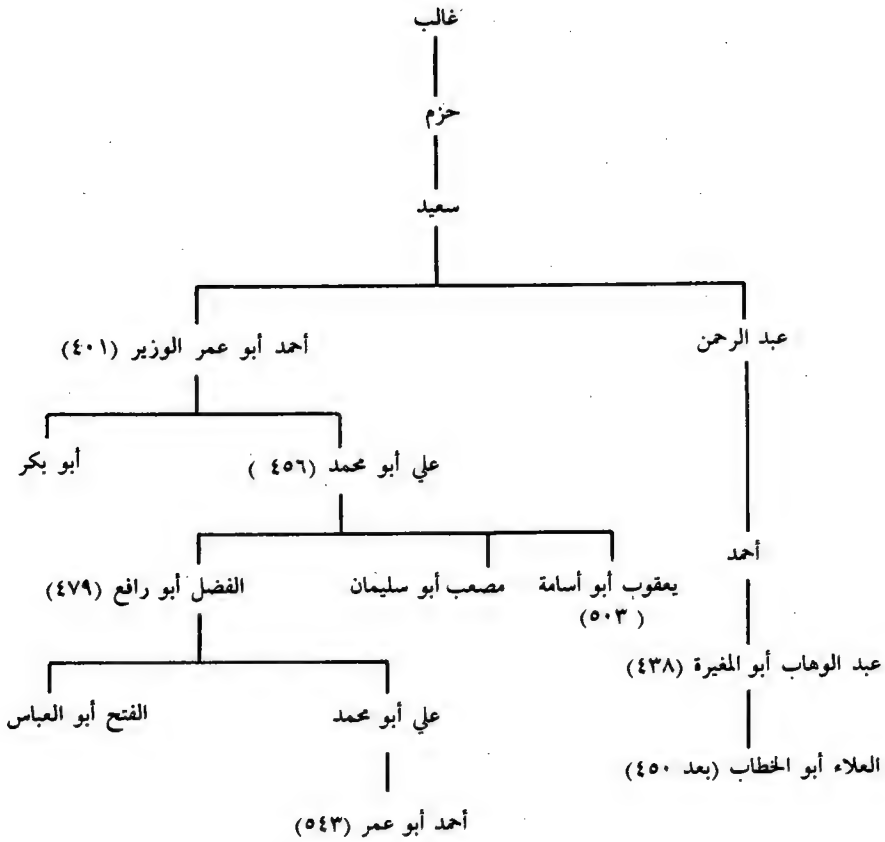 غالب
حزم
سعيد
عبد الرحمن
أحمد أبو عمر الوزير (٤٠١)
علي أبو محمد (٤٥٦ )
أبو بكر
أحمد
يعقوب أبو أسامة
(٥٠٣ )
مصعب أبو سليمان
الفضل أبو رافع (٤٧٩)
عبد الوهاب أبو المغيرة (٤٣٨)
علي أبو محمد
الفتح أبو العباس
العلاء أبو الخطاب (بعد ٤٥٠)
أحمد أبو عمر (٥٤٣)